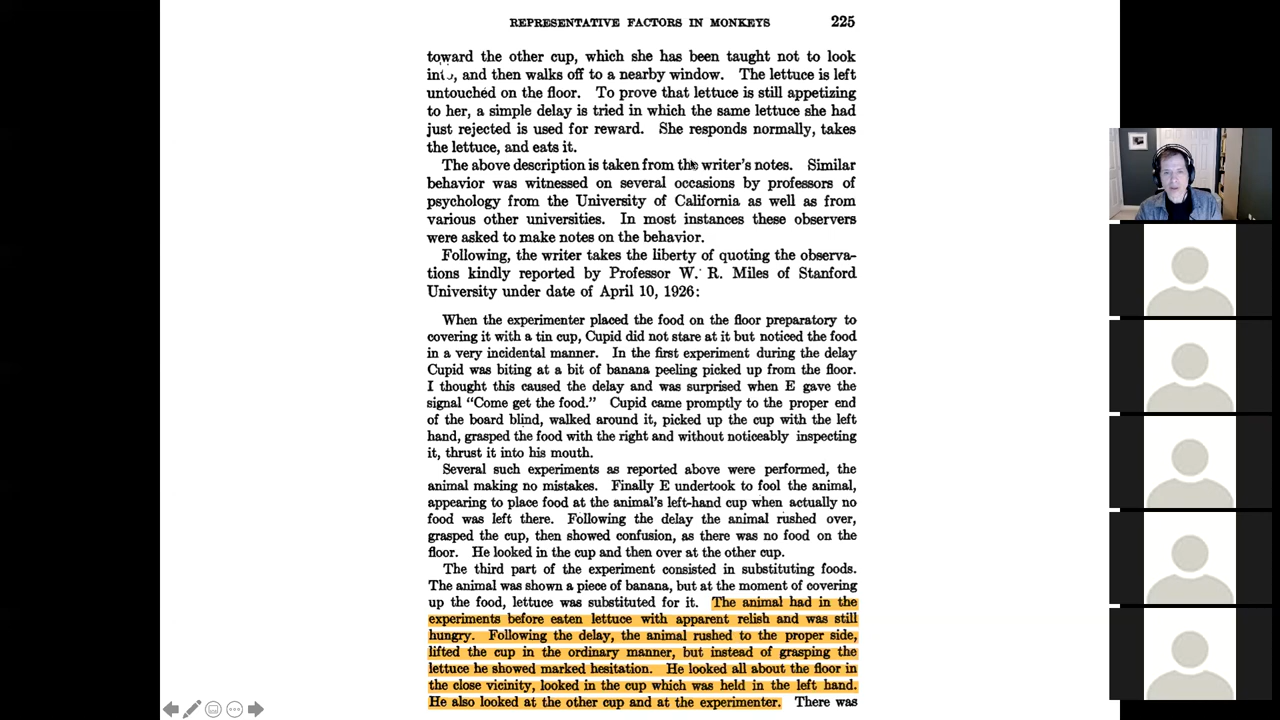 REPRESENTATIVE FACTORS IN MONKEYS 225
toward the other cup, which she has been taught not to look
into, and then walks off to a nearby window. The lettuce is left
untouched on the floor. To prove that lettuce is still appetizing
to her, a simple delay is tried in which the same lettuce she had
just rejected is used for reward. She responds normally, takes
the lettuce, and eats it.
The above description is taken from the writer's notes. Similar
behavior was witnessed on several occasions by professors of
psychology from the University of California as well as from
various other universities. In most instances these observers
were asked to make notes on the behavior.
Following, the writer takes the liberty of quoting the observa-
tions kindly reported by Professor W. R. Miles of Stanford
University under date of April 10, 1926:
When the experimenter placed the food on the floor preparatory to
covering it with a tin cup, Cupid did not stare at it but noticed the food
in a very incidental manner. In the first experiment during the delay
Cupid was biting at a bit of banana peeling picked up from the floor.
I thought this caused the delay and was surprised when E gave the
signal "Come get the food." Cupid came promptly to the proper end
of the board blind, walked around it, picked up the cup with the left
hand, grasped the food with the right and without noticeably inspecting
it, thrust it into his mouth.
Several such experiments as reported above were performed, the
animal making no mistakes. Finally E undertook to fool the animal,
appearing to place food at the animal's left-hand cup when actually no
food was left there. Following the delay the animal rushed over,
grasped the cup, then showed confusion, as there was no food on the
floor. He looked in the cup and then over at the other cup.
The third part of the experiment consisted in substituting foods.
The animal was shown a piece of banana, but at the moment of covering
up the food, lettuce was substituted for it. The animal had in the
experiments before eaten lettuce with apparent relish and was still
hungry. Following the delay, the animal rushed to the proper side,
lifted the cup in the ordinary manner, but instead of grasping the
lettuce he showed marked hesitation. He looked all about the floor in
the close vicinity, looked in the cup which was held in the left hand.
He also looked at the other cup and at the experimenter. There was